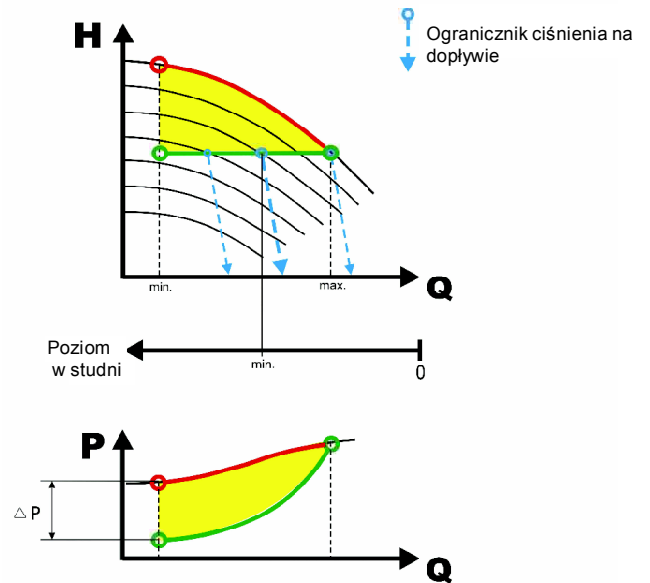 H
Ogranicznik ciśnienia na
dopływie
min.
max.
Q
Poziom
w studni
min.
0
P
△ P
Q